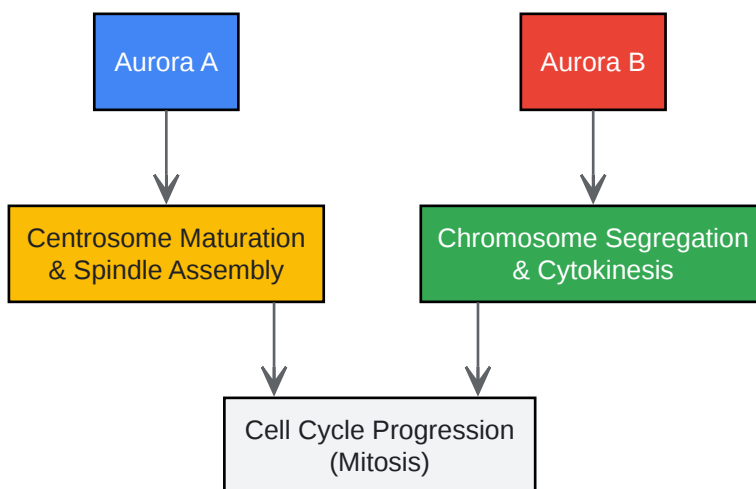 Aurora A
Aurora B
Centrosome Maturation
& Spindle Assembly
Chromosome Segregation
& Cytokinesis
Cell Cycle Progression
(Mitosis)